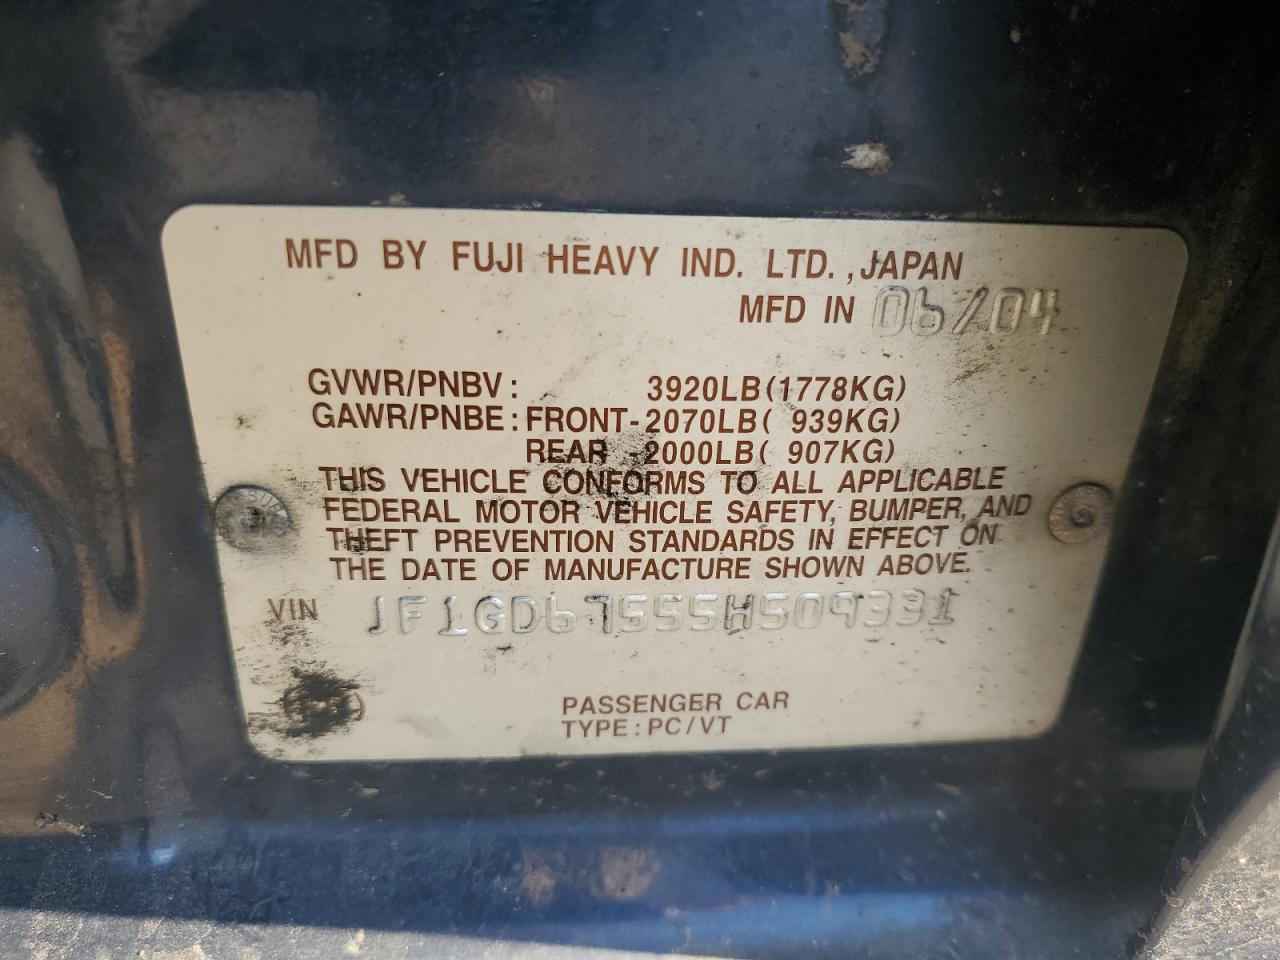 MFD BY FUJI HEAVY IND. LTD., JAPAN
MFD IN 06/04
GVWR/PNBV: 3920LB(1778KG)
GAWR/PNBE: FRONT-2070LB( 939KG)
REAR -2000LB( 907KG)
THIS VEHICLE CONFORMS TO ALL APPLICABLE
FEDERAL MOTOR VEHICLE SAFETY, BUMPER, AND
THEFT PREVENTION STANDARDS IN EFFECT ON
THE DATE OF MANUFACTURE SHOWN ABOVE.
VIN JF1GD67555H509331
PASSENGER CAR
TYPE: PC/VT